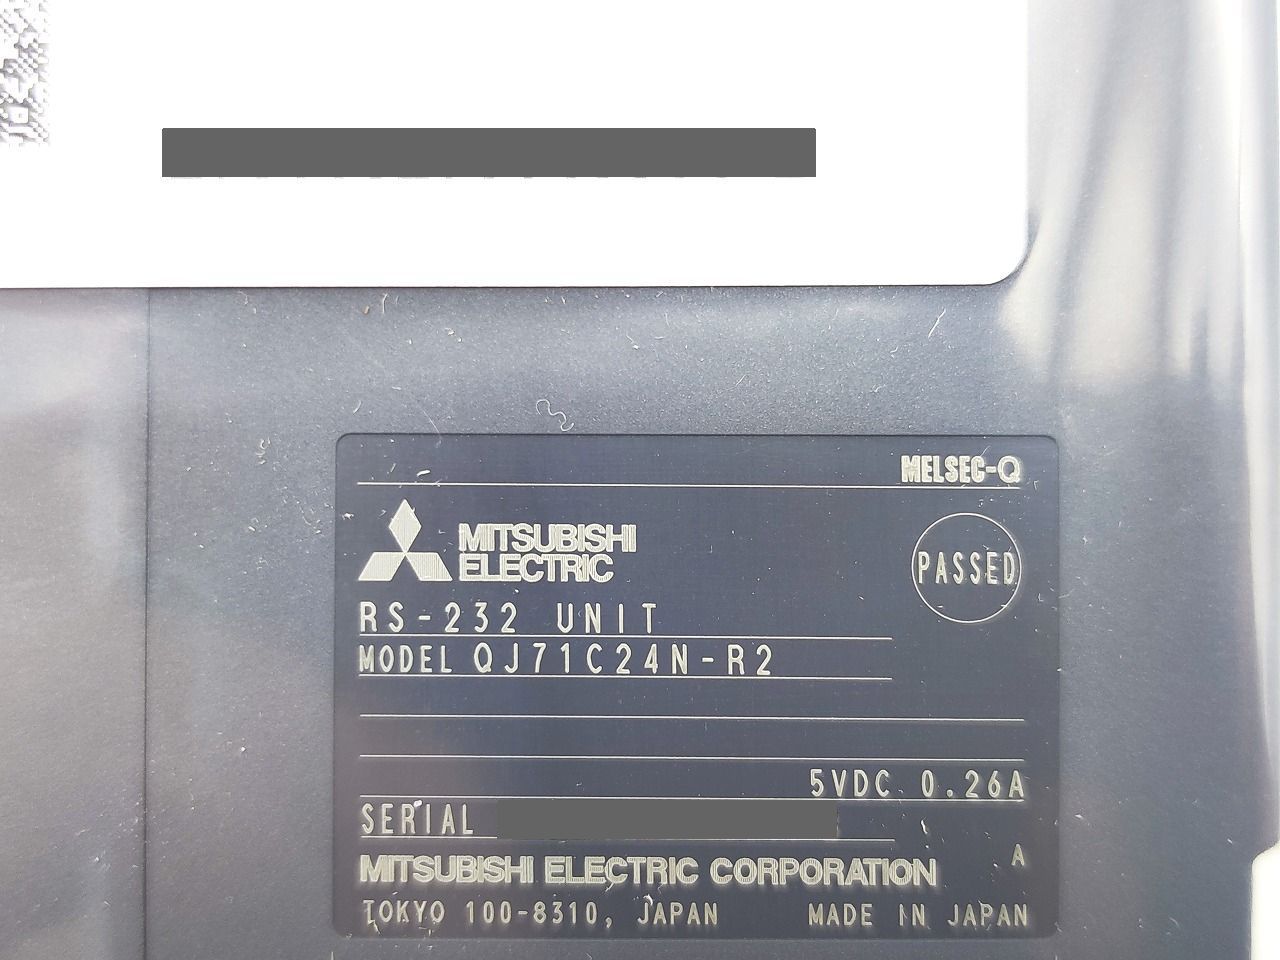 MELSEC-Q
MITSUBISHI
ELECTRIC
PASSED
RS-232 UNIT
MODEL QJ71C24N-R2
5VDC 0.26A
SERIAL
A
MITSUBISHI ELECTRIC CORPORATION
TOKYO 100-8310, JAPAN MADE IN JAPAN